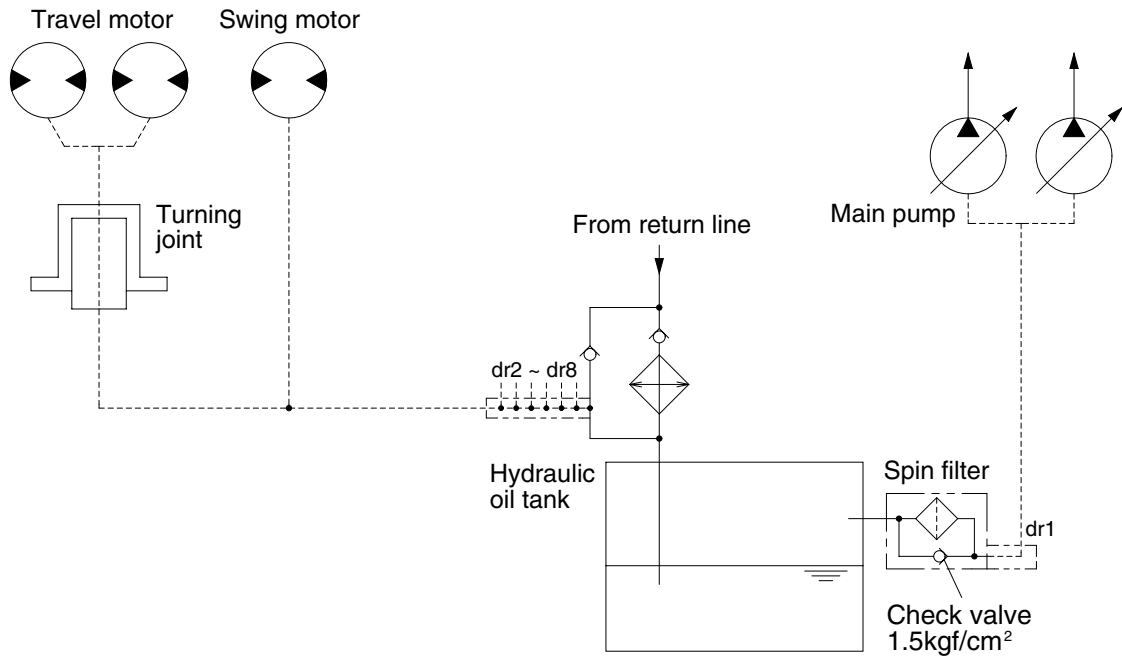 Travel motor
Swing motor
Turning
joint
Main pump
From return line
dr2 ~ dr8
Hydraulic
oil tank
Spin filter
dr1
Check valve
1.5kgf/cm²